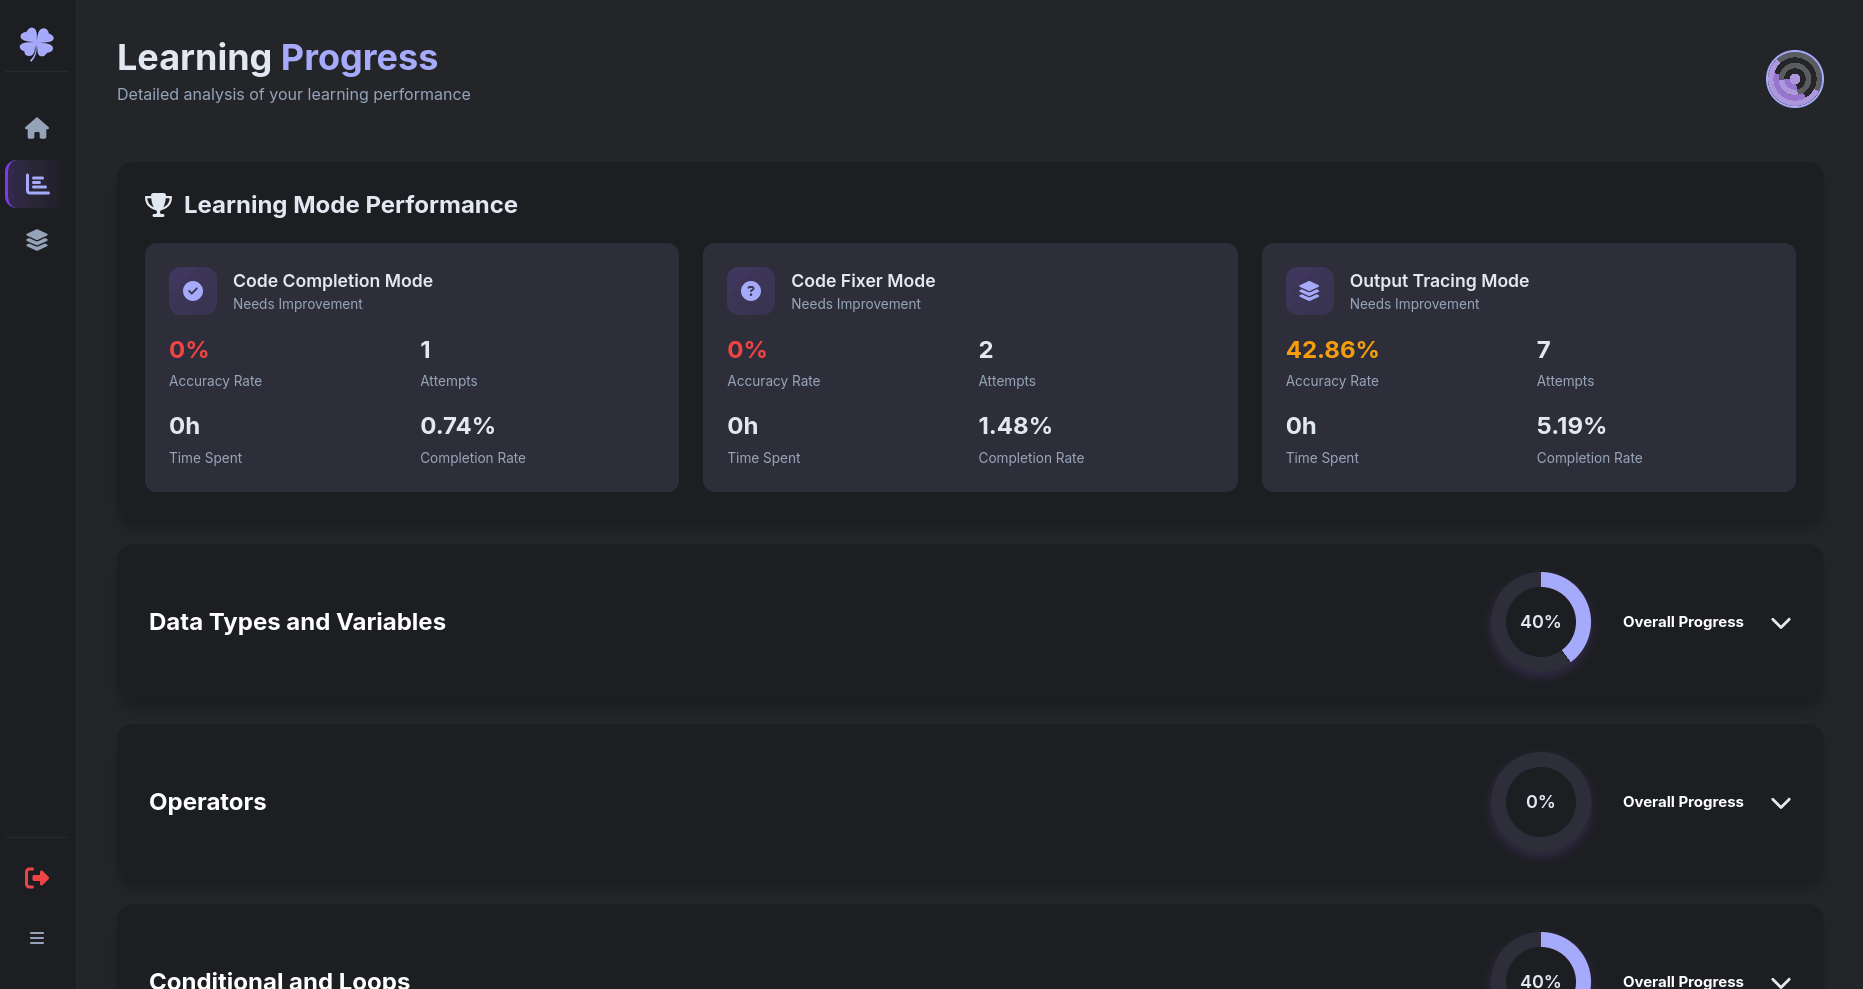 Learning Progress
Detailed analysis of your learning performance
Learning Mode Performance
Code Completion Mode
Needs Improvement
0%
Accuracy Rate
1
Attempts
0h
Time Spent
0.74%
Completion Rate
Code Fixer Mode
Needs Improvement
0%
Accuracy Rate
2
Attempts
0h
Time Spent
1.48%
Completion Rate
Output Tracing Mode
Needs Improvement
42.86%
Accuracy Rate
7
Attempts
0h
Time Spent
5.19%
Completion Rate
Data Types and Variables
40%
Overall Progress
Operators
0%
Overall Progress
Conditional and Loops
40%
Overall Progress